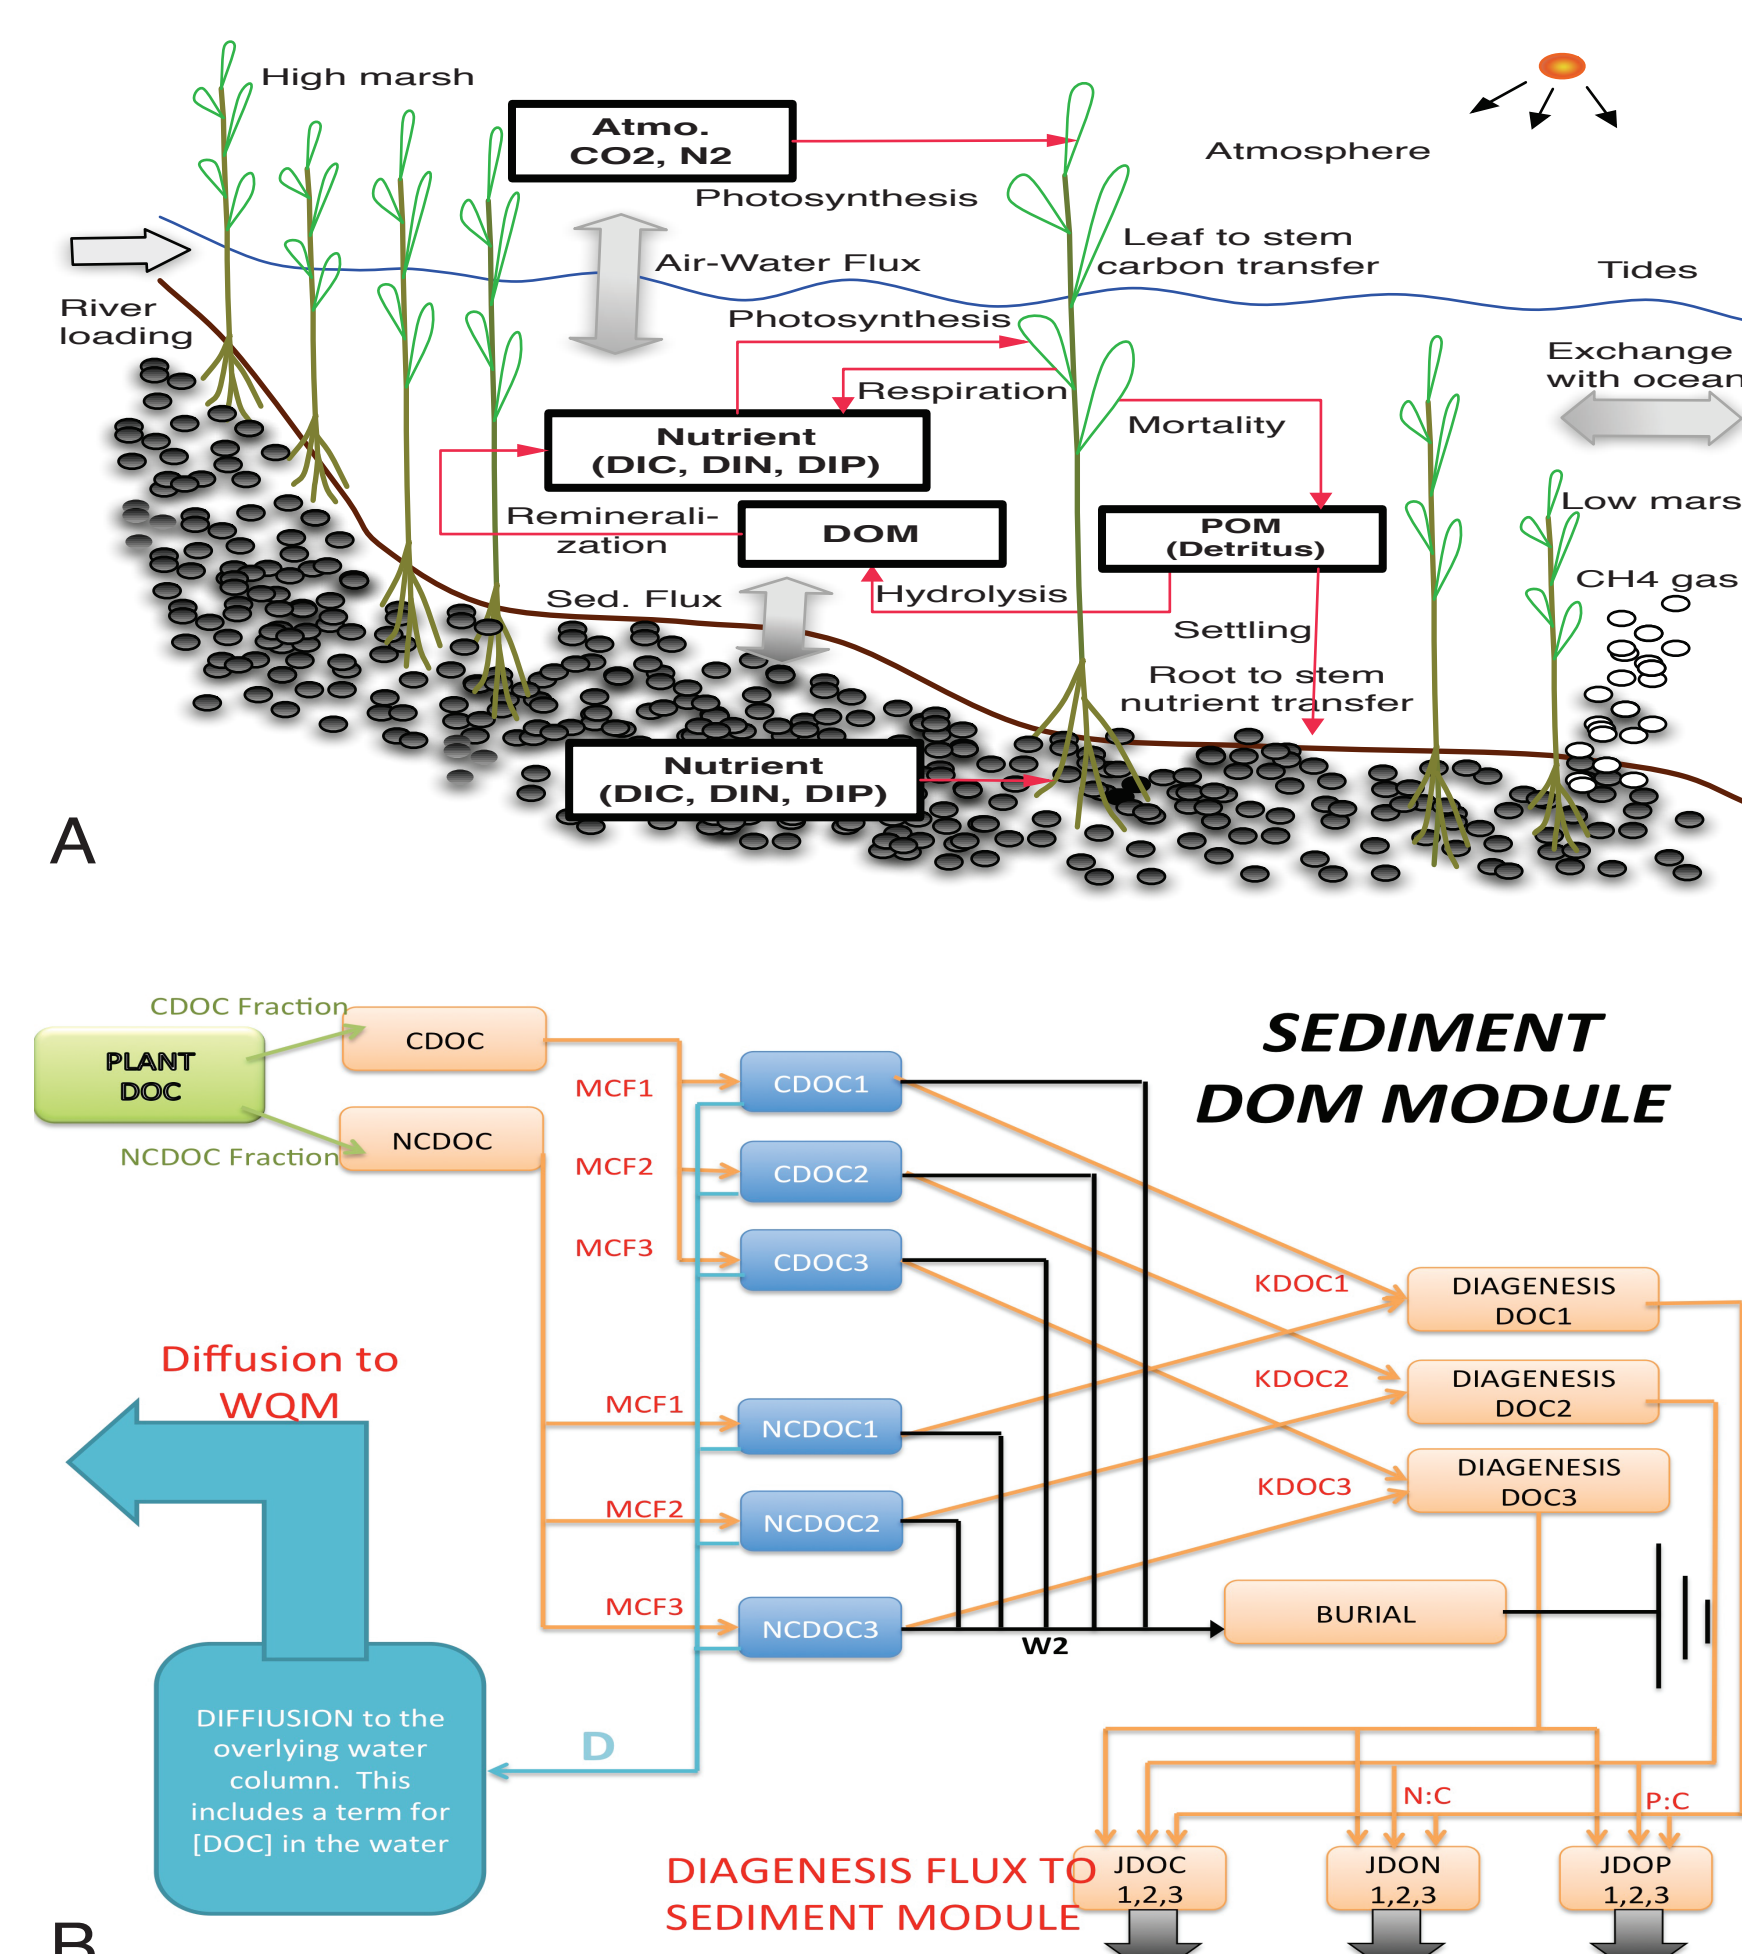 High marsh
Atmo.
CO2, N2
Atmosphere
Photosynthesis
Leaf to stem
carbon transfer
Air-Water Flux
Tides
River
loading
Photosynthesis
Exchange
with ocean
Respiration
Mortality
Nutrient
(DIC, DIN, DIP)
Low mars
Reminerali-
zation
DOM
POM
(Detritus)
CH4 gas
Sed. Flux
Hydrolysis
Settling
Root to stem
nutrient transfer
Nutrient
(DIC, DIN, DIP)
A
CDOC Fraction
PLANT
DOC
NCDOC Fraction
CDOC
NCDOC
SEDIMENT
DOM MODULE
MCF1
CDOC1
MCF2
CDOC2
MCF3
CDOC3
KDOC1
DIAGENESIS
DOC1
Diffusion to
WQM
KDOC2
DIAGENESIS
DOC2
MCF1
NCDOC1
KDOC3
DIAGENESIS
DOC3
MCF2
NCDOC2
MCF3
NCDOC3
W2
BURIAL
DIFFIUSION to the
overlying water
column. This
includes a term for
[DOC] in the water
D
N:C
P:C
DIAGENESIS FLUX TO
SEDIMENT MODULE
JDOC
1,2,3
JDON
1,2,3
JDOP
1,2,3
B